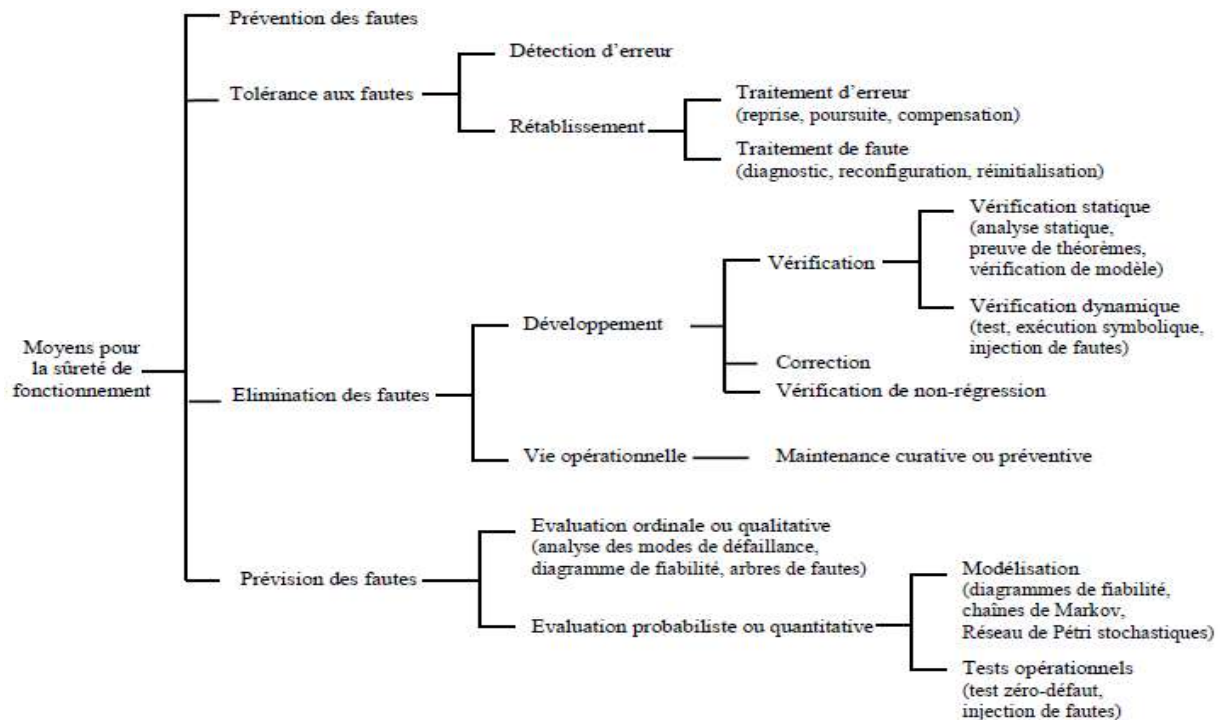 Prévention des fautes
Tolérance aux fautes
Détection d'erreur
Rétablissement
Traitement d'erreur
(reprise, poursuite, compensation)
Traitement de faute
(diagnostic, reconfiguration, réinitialisation)
Moyens pour
la sûreté de
fonctionnement
Elimination des fautes
Développement
Vérification
Vérification statique
(analyse statique,
preuve de théorèmes,
vérification de modèle)
Vérification dynamique
(test, exécution symbolique,
injection de fautes)
Correction
Vérification de non-régression
Vie opérationnelle
Maintenance curative ou préventive
Prévision des fautes
Evaluation ordinale ou qualitative
(analyse des modes de défaillance,
diagramme de fiabilité, arbres de fautes)
Evaluation probabiliste ou quantitative
Modélisation
(diagrammes de fiabilité,
chaînes de Markov,
Réseau de Pétri stochastiques)
Tests opérationnels
(test zéro-défaut,
injection de fautes)